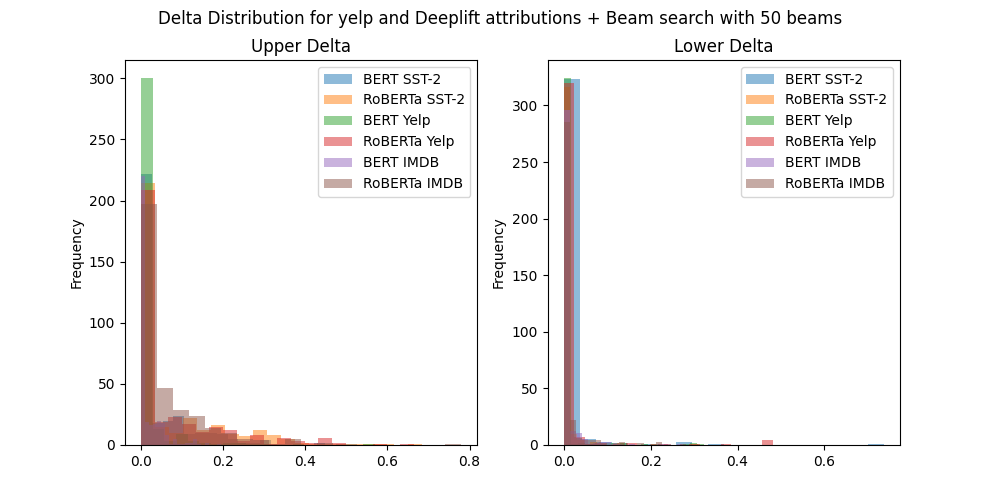 Delta Distribution for yelp and Deeplift attributions + Beam search with 50 beams
Upper Delta
Frequency
300
250
200
150
100
50
0
0.0 0.2 0.4 0.6 0.8
BERT SST-2
RoBERTa SST-2
BERT Yelp
RoBERTa Yelp
BERT IMDB
RoBERTa IMDB
Lower Delta
Frequency
300
250
200
150
100
50
0
0.0 0.2 0.4 0.6
BERT SST-2
RoBERTa SST-2
BERT Yelp
RoBERTa Yelp
BERT IMDB
RoBERTa IMDB